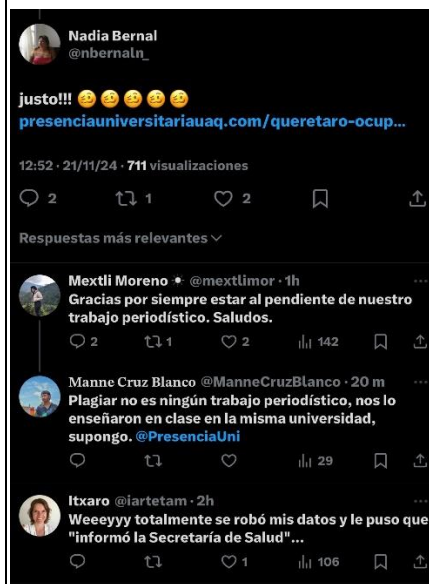 Nadia Bernal
@nbernaln_
justo!!! 🥴🥴🥴🥴🥴
presenciauniversitariauaq.com/queretaro-ocup...
12:52 · 21/11/24 · 711 visualizaciones
2 1 2
Respuestas más relevantes
Mextli Moreno ☀ @mextlimor · 1h
Gracias por siempre estar al pendiente de nuestro
trabajo periodístico. Saludos.
2 1 2 142
Manne Cruz Blanco @ManneCruzBlanco · 20 m
Plagiar no es ningún trabajo periodístico, nos lo
enseñaron en clase en la misma universidad,
supongo. @PresenciaUni
29
Itxaro @iartetam · 2h
Weeeyyy totalmente se robó mis datos y le puso que
"informó la Secretaría de Salud"...
1 106